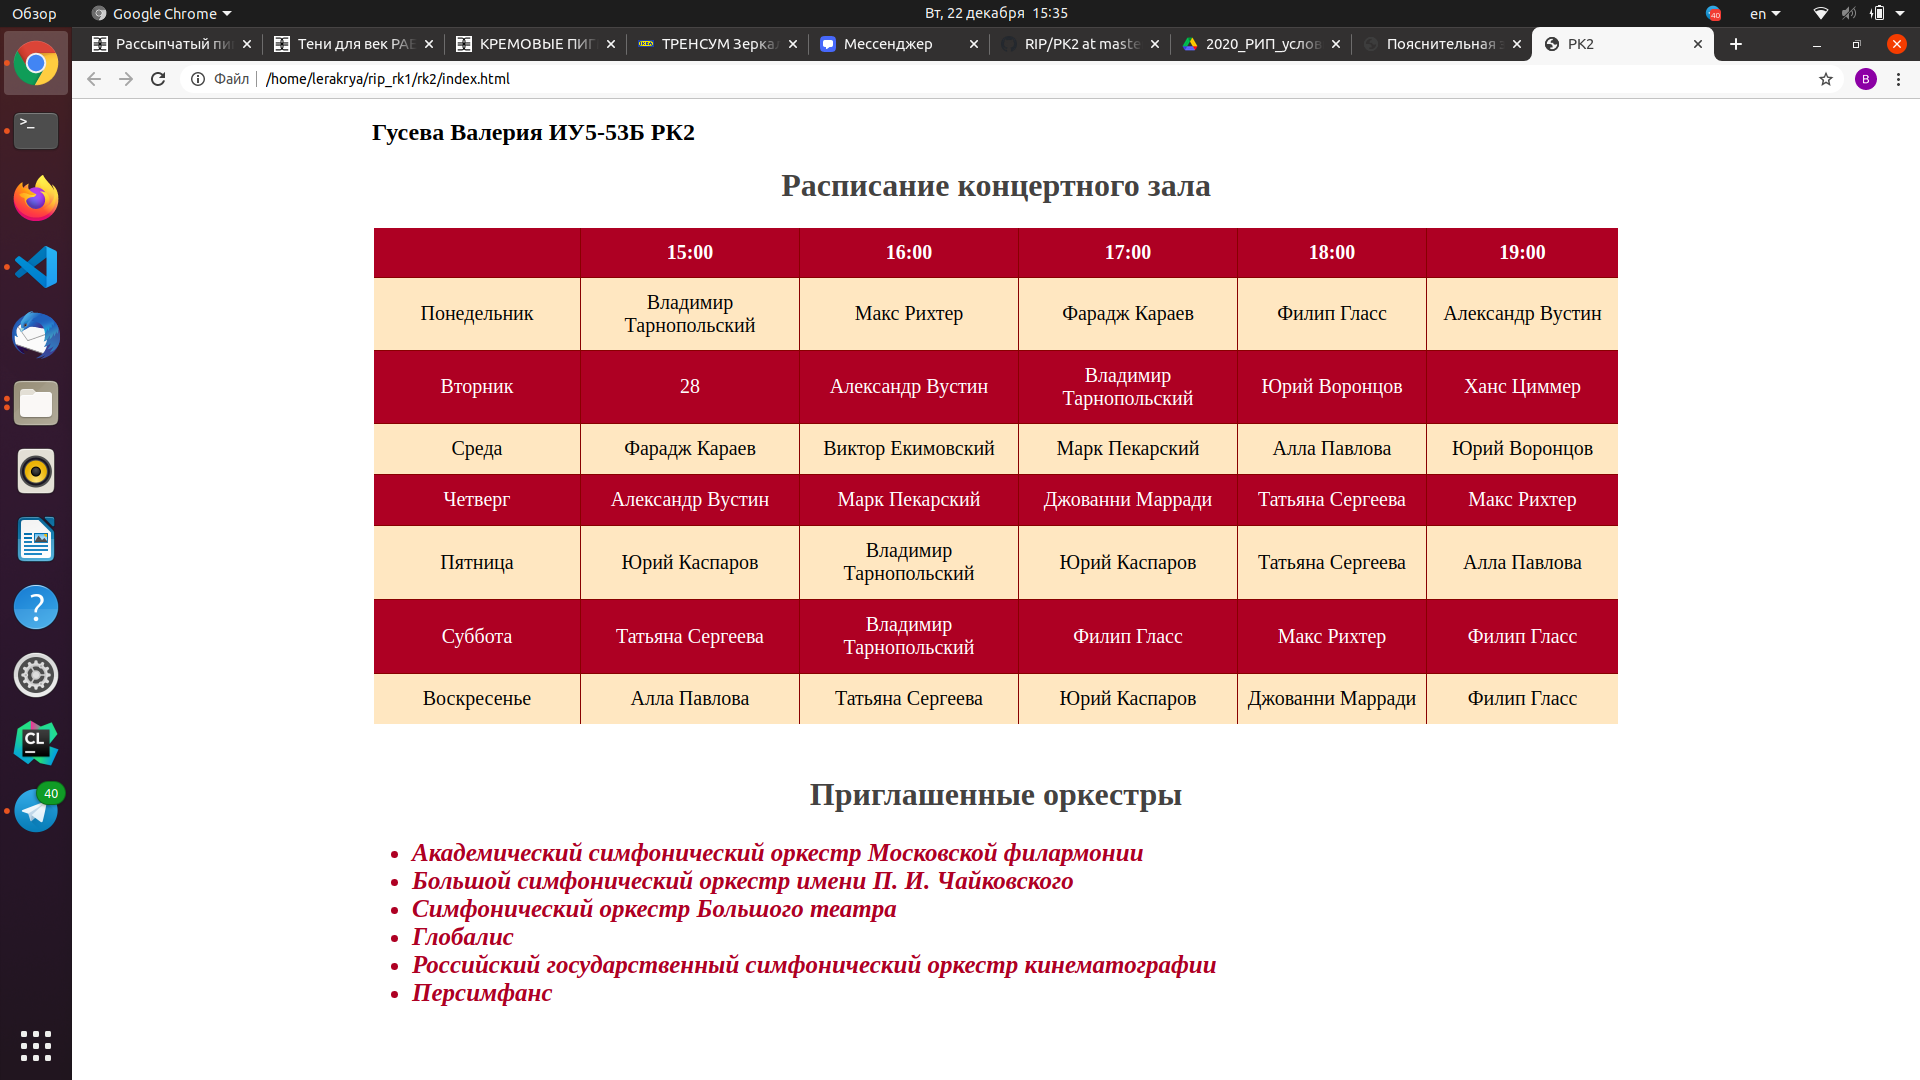 Обзор Google Chrome Вт, 22 декабря 15:35 40 en
Рассыпчатый пи Тени для век РАЕ КРЕМОВЫЕ ПИГ ТРЕНСУМ Зеркал Мессенджер RIP/PK2 at maste 2020_РИП_услов Пояснительная PK2
Файл /home/lerakrya/rip_rk1/rk2/index.html B
Гусева Валерия ИУ5-53Б РК2
Расписание концертного зала
15:00 16:00 17:00 18:00 19:00
Понедельник Владимир Тарнопольский Макс Рихтер Фарадж Караев Филип Гласс Александр Вустин
Вторник 28 Александр Вустин Владимир Тарнопольский Юрий Воронцов Ханс Циммер
Среда Фарадж Караев Виктор Екимовский Марк Пекарский Алла Павлова Юрий Воронцов
Четверг Александр Вустин Марк Пекарский Джованни Марради Татьяна Сергеева Макс Рихтер
Пятница Юрий Каспаров Владимир Тарнопольский Юрий Каспаров Татьяна Сергеева Алла Павлова
Суббота Татьяна Сергеева Владимир Тарнопольский Филип Гласс Макс Рихтер Филип Гласс
Воскресенье Алла Павлова Татьяна Сергеева Юрий Каспаров Джованни Марради Филип Гласс
Приглашенные оркестры
Академический симфонический оркестр Московской филармонии
Большой симфонический оркестр имени П. И. Чайковского
Симфонический оркестр Большого театра
Глобалис
Российский государственный симфонический оркестр кинематографии
Персимфанс
CL
40